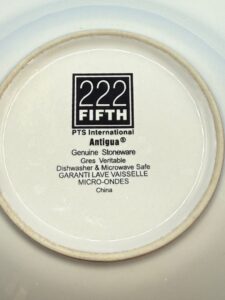 222
FIFTH
PTS International
Antigua®
Genuine Stoneware
Gres Veritable
Dishwasher & Microwave Safe
GARANTI LAVE VAISSELLE
MICRO-ONDES
China